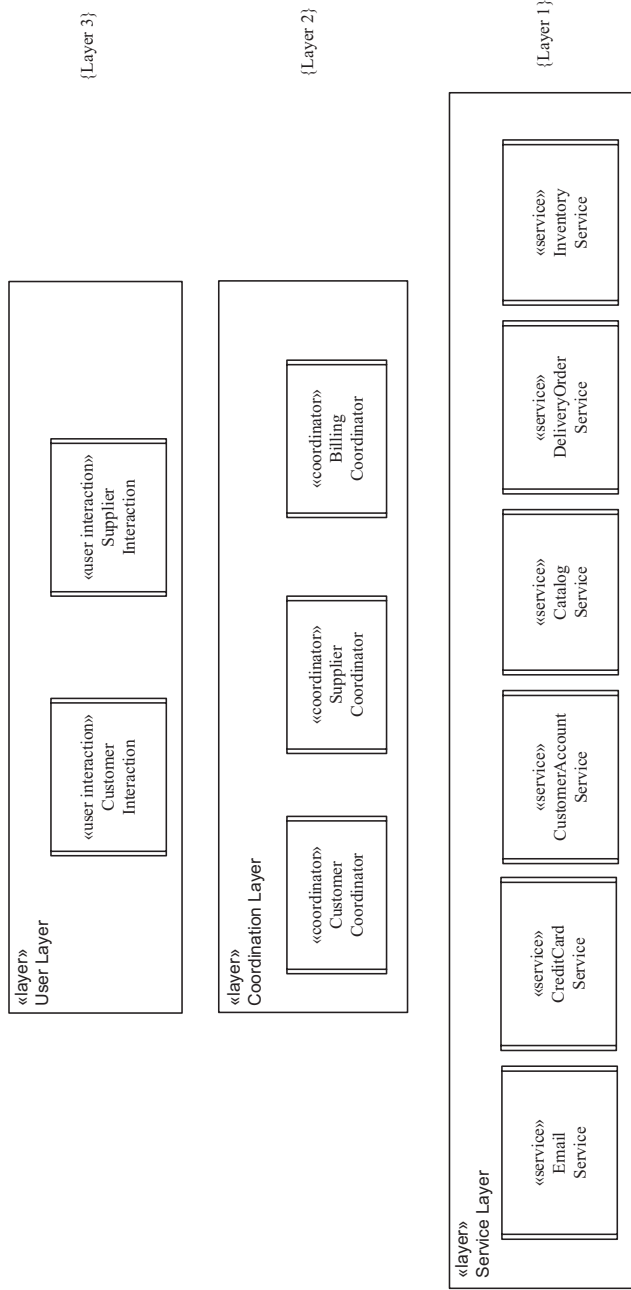 «layer»
User Layer
«user interaction»
Customer
Interaction
«user interaction»
Supplier
Interaction
{Layer 3}
«layer»
Coordination Layer
«coordinator»
Customer
Coordinator
«coordinator»
Supplier
Coordinator
«coordinator»
Billing
Coordinator
{Layer 2}
«layer»
Service Layer
«service»
Email
Service
«service»
CreditCard
Service
«service»
CustomerAccount
Service
«service»
Catalog
Service
«service»
DeliveryOrder
Service
«service»
Inventory
Service
{Layer 1}